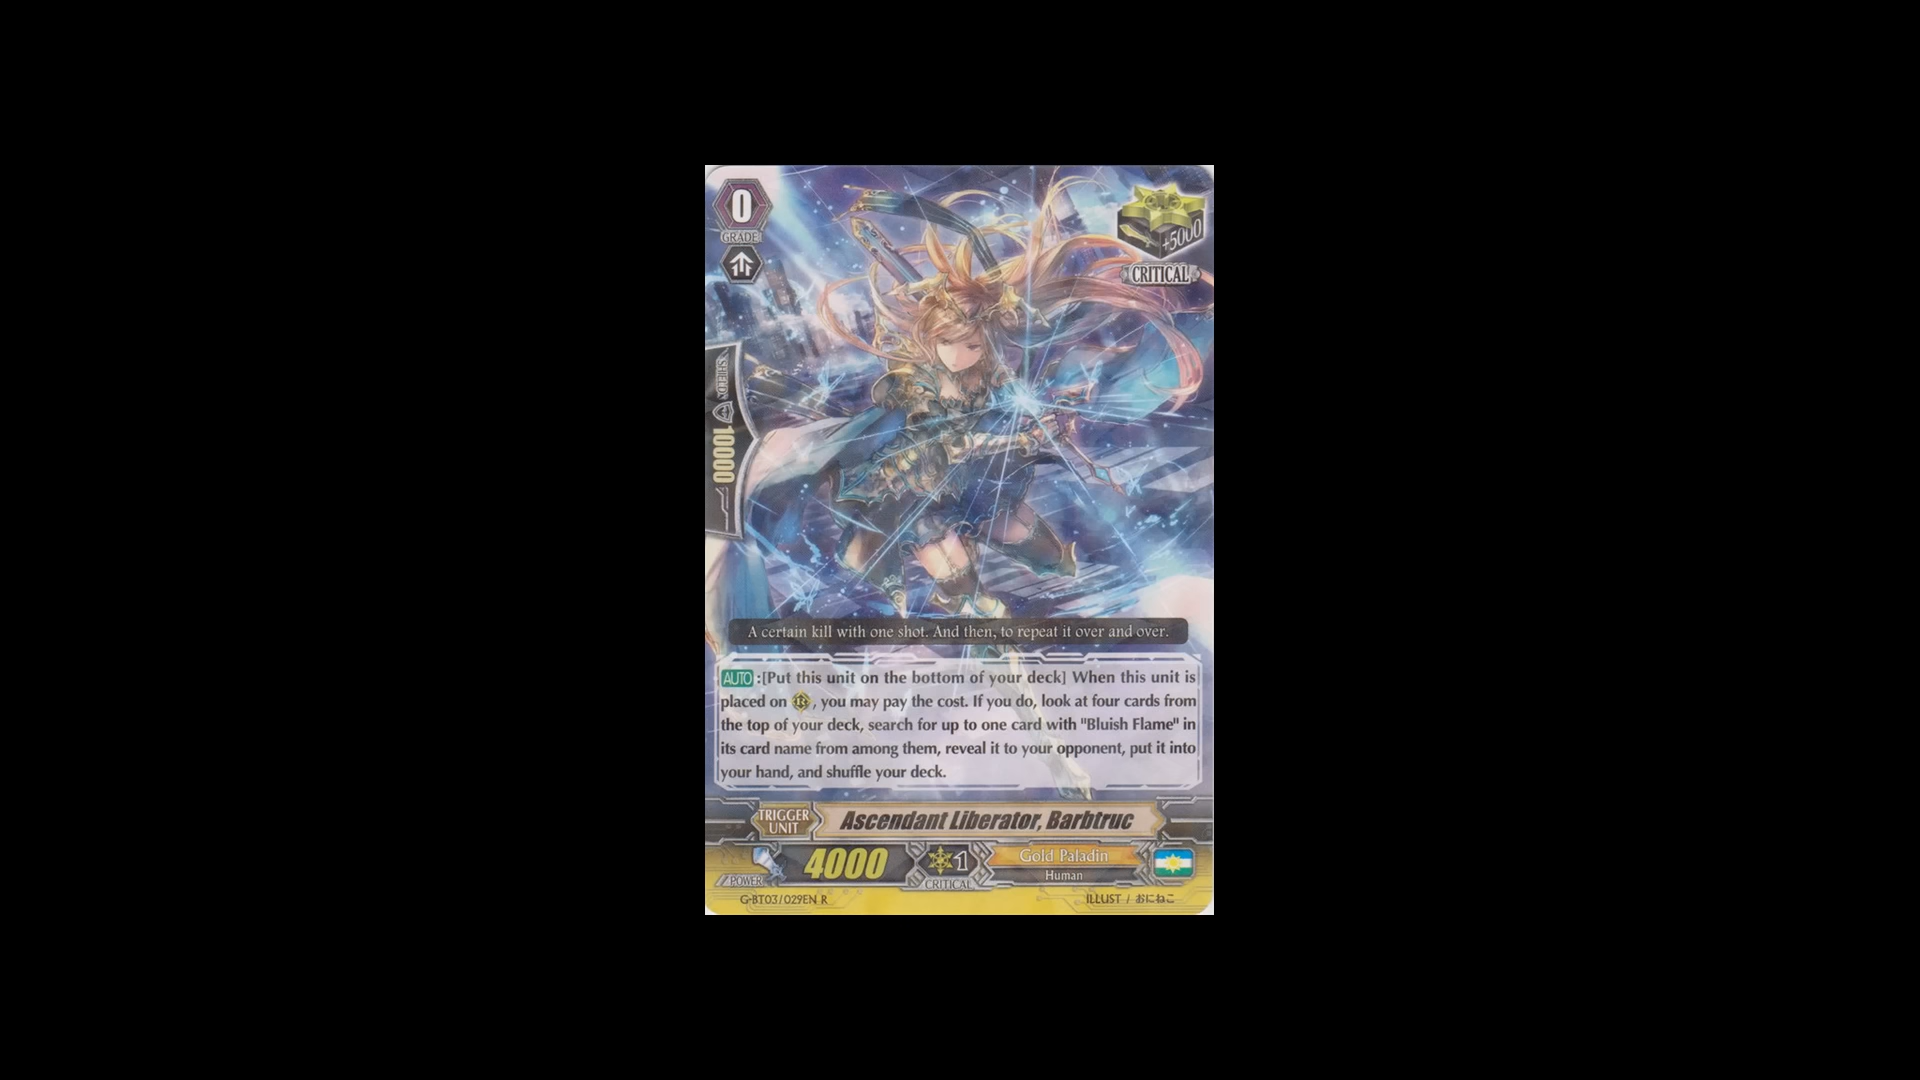 0
GRADE
+5000
CRITICAL
SHIELD
10000
A certain kill with one shot. And then, to repeat it over and over.
AUTO:[Put this unit on the bottom of your deck] When this unit is
placed on R, you may pay the cost. If you do, look at four cards from
the top of your deck, search for up to one card with "Bluish Flame" in
its card name from among them, reveal it to your opponent, put it into
your hand, and shuffle your deck.
TRIGGER
UNIT
Ascendant Liberator, Barbtruc
POWER
4000
1
CRITICAL
Gold Paladin
Human
G-BT03/029EN R
ILLUST / おにねこ